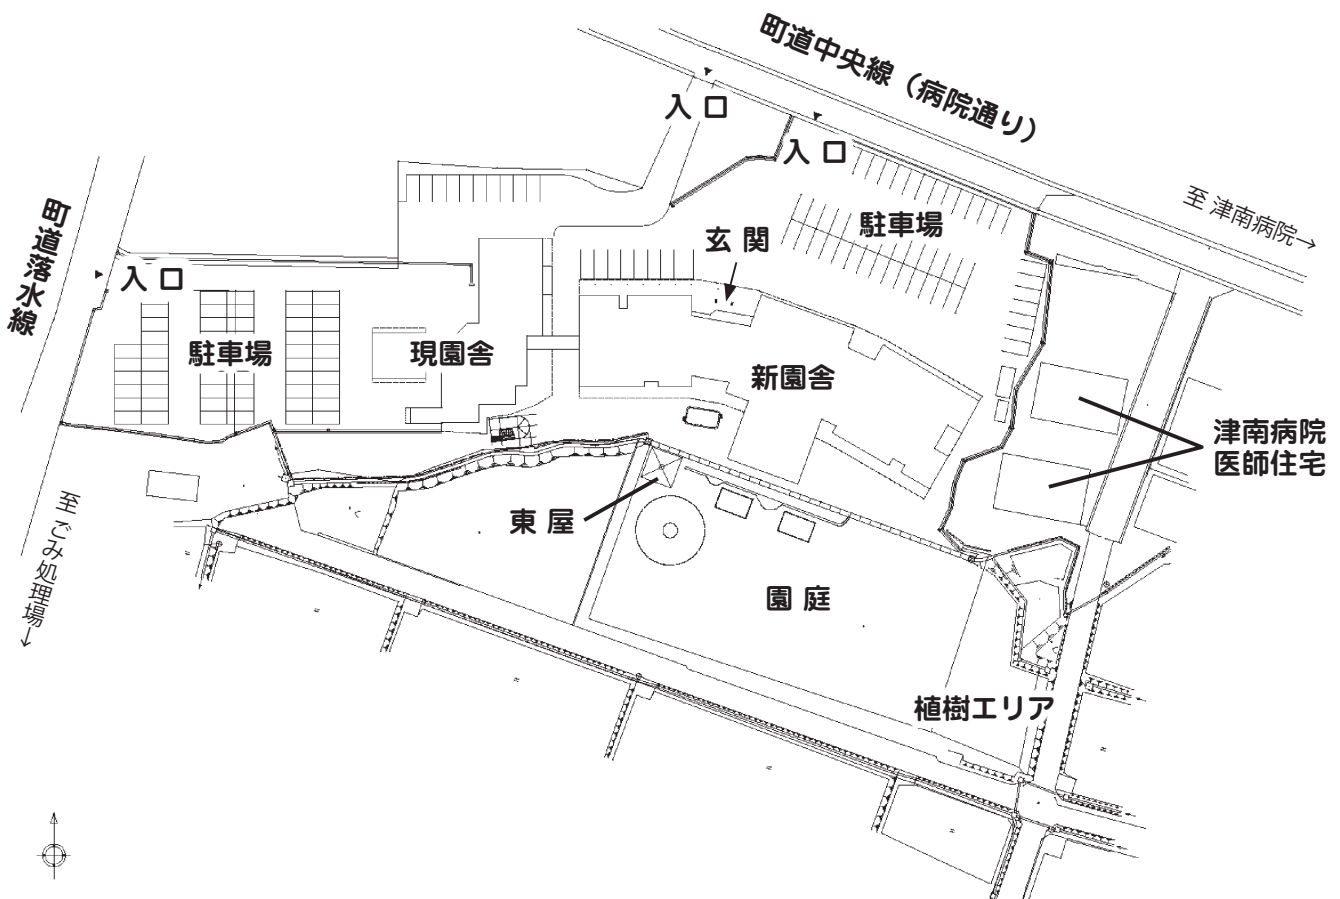 町道中央線（病院通り）
入口
入口
至 津南病院→
駐車場
玄関
町道落水線
入口
駐車場
現園舎
新園舎
津南病院
医師住宅
至 ごみ処理場→
東屋
園庭
植樹エリア